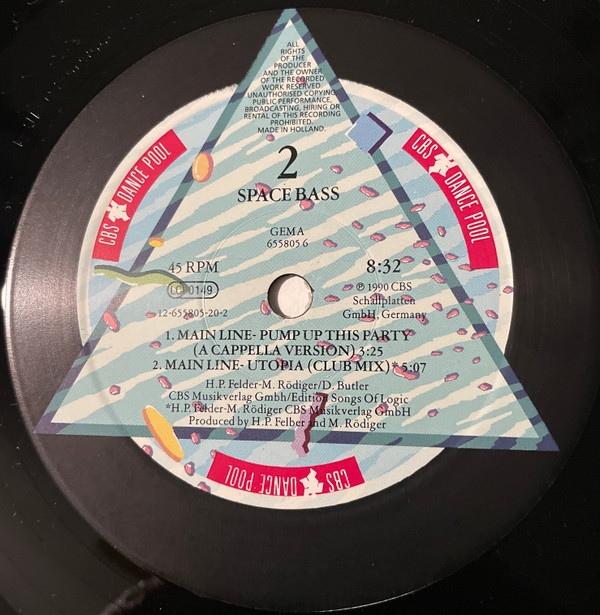 ALL
RIGHTS
OF THE
PRODUCER
AND THE OWNER
OF THE RECORDED
WORK RESERVED.
UNAUTHORISED COPYING
PUBLIC PERFORMANCE,
BROADCASTING, HIRING OR
RENTAL OF THIS RECORDING
PROHIBITED.
MADE IN HOLLAND.
CBS DANCE POOL
CBS DANCE POOL
2
SPACE BASS
GEMA
655805 6
45 RPM
8:32
LC 0149
12-655805-20-2
℗ 1990 CBS
Schallplatten
GmbH, Germany
1. MAIN LINE- PUMP UP THIS PARTY
(A CAPPELLA VERSION) 3:25
2. MAIN LINE- UTOPIA (CLUB MIX)* 5:07
H.P. Felder-M. Rödiger/D. Butler
CBS Musikverlag Gmbh/Edition Songs Of Logic
*H.P. Felder-M. Rödiger CBS Musikverlag GmbH
Produced by H.P. Felber and M. Rödiger
CBS DANCE POOL